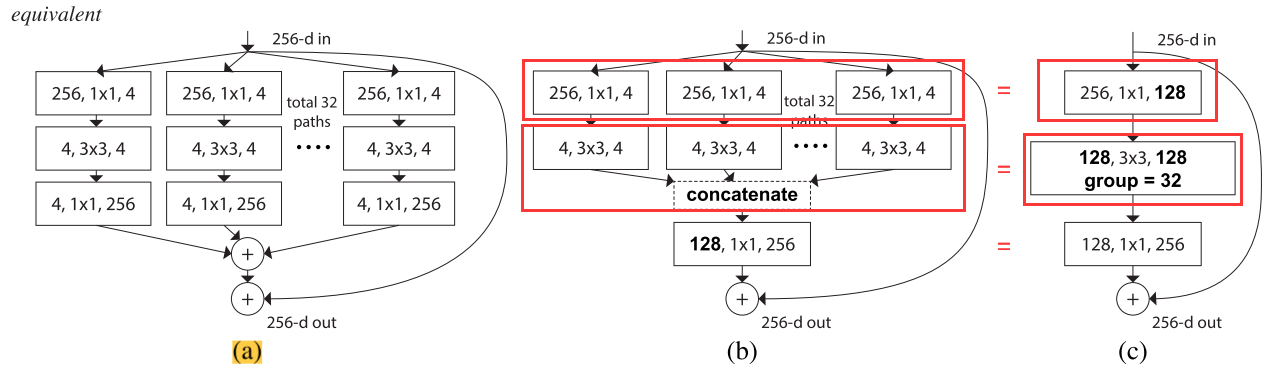 equivalent
256-d in
256, 1x1, 4
256, 1x1, 4
256, 1x1, 4
total 32
paths
4, 3x3, 4
4, 3x3, 4
....
4, 3x3, 4
4, 1x1, 256
4, 1x1, 256
4, 1x1, 256
+
+
256-d out
(a)
256-d in
256, 1x1, 4
256, 1x1, 4
256, 1x1, 4
total 32
paths
4, 3x3, 4
4, 3x3, 4
....
4, 3x3, 4
concatenate
128, 1x1, 256
+
256-d out
(b)
=
=
=
256-d in
256, 1x1, 128
128, 3x3, 128
group = 32
128, 1x1, 256
+
256-d out
(c)